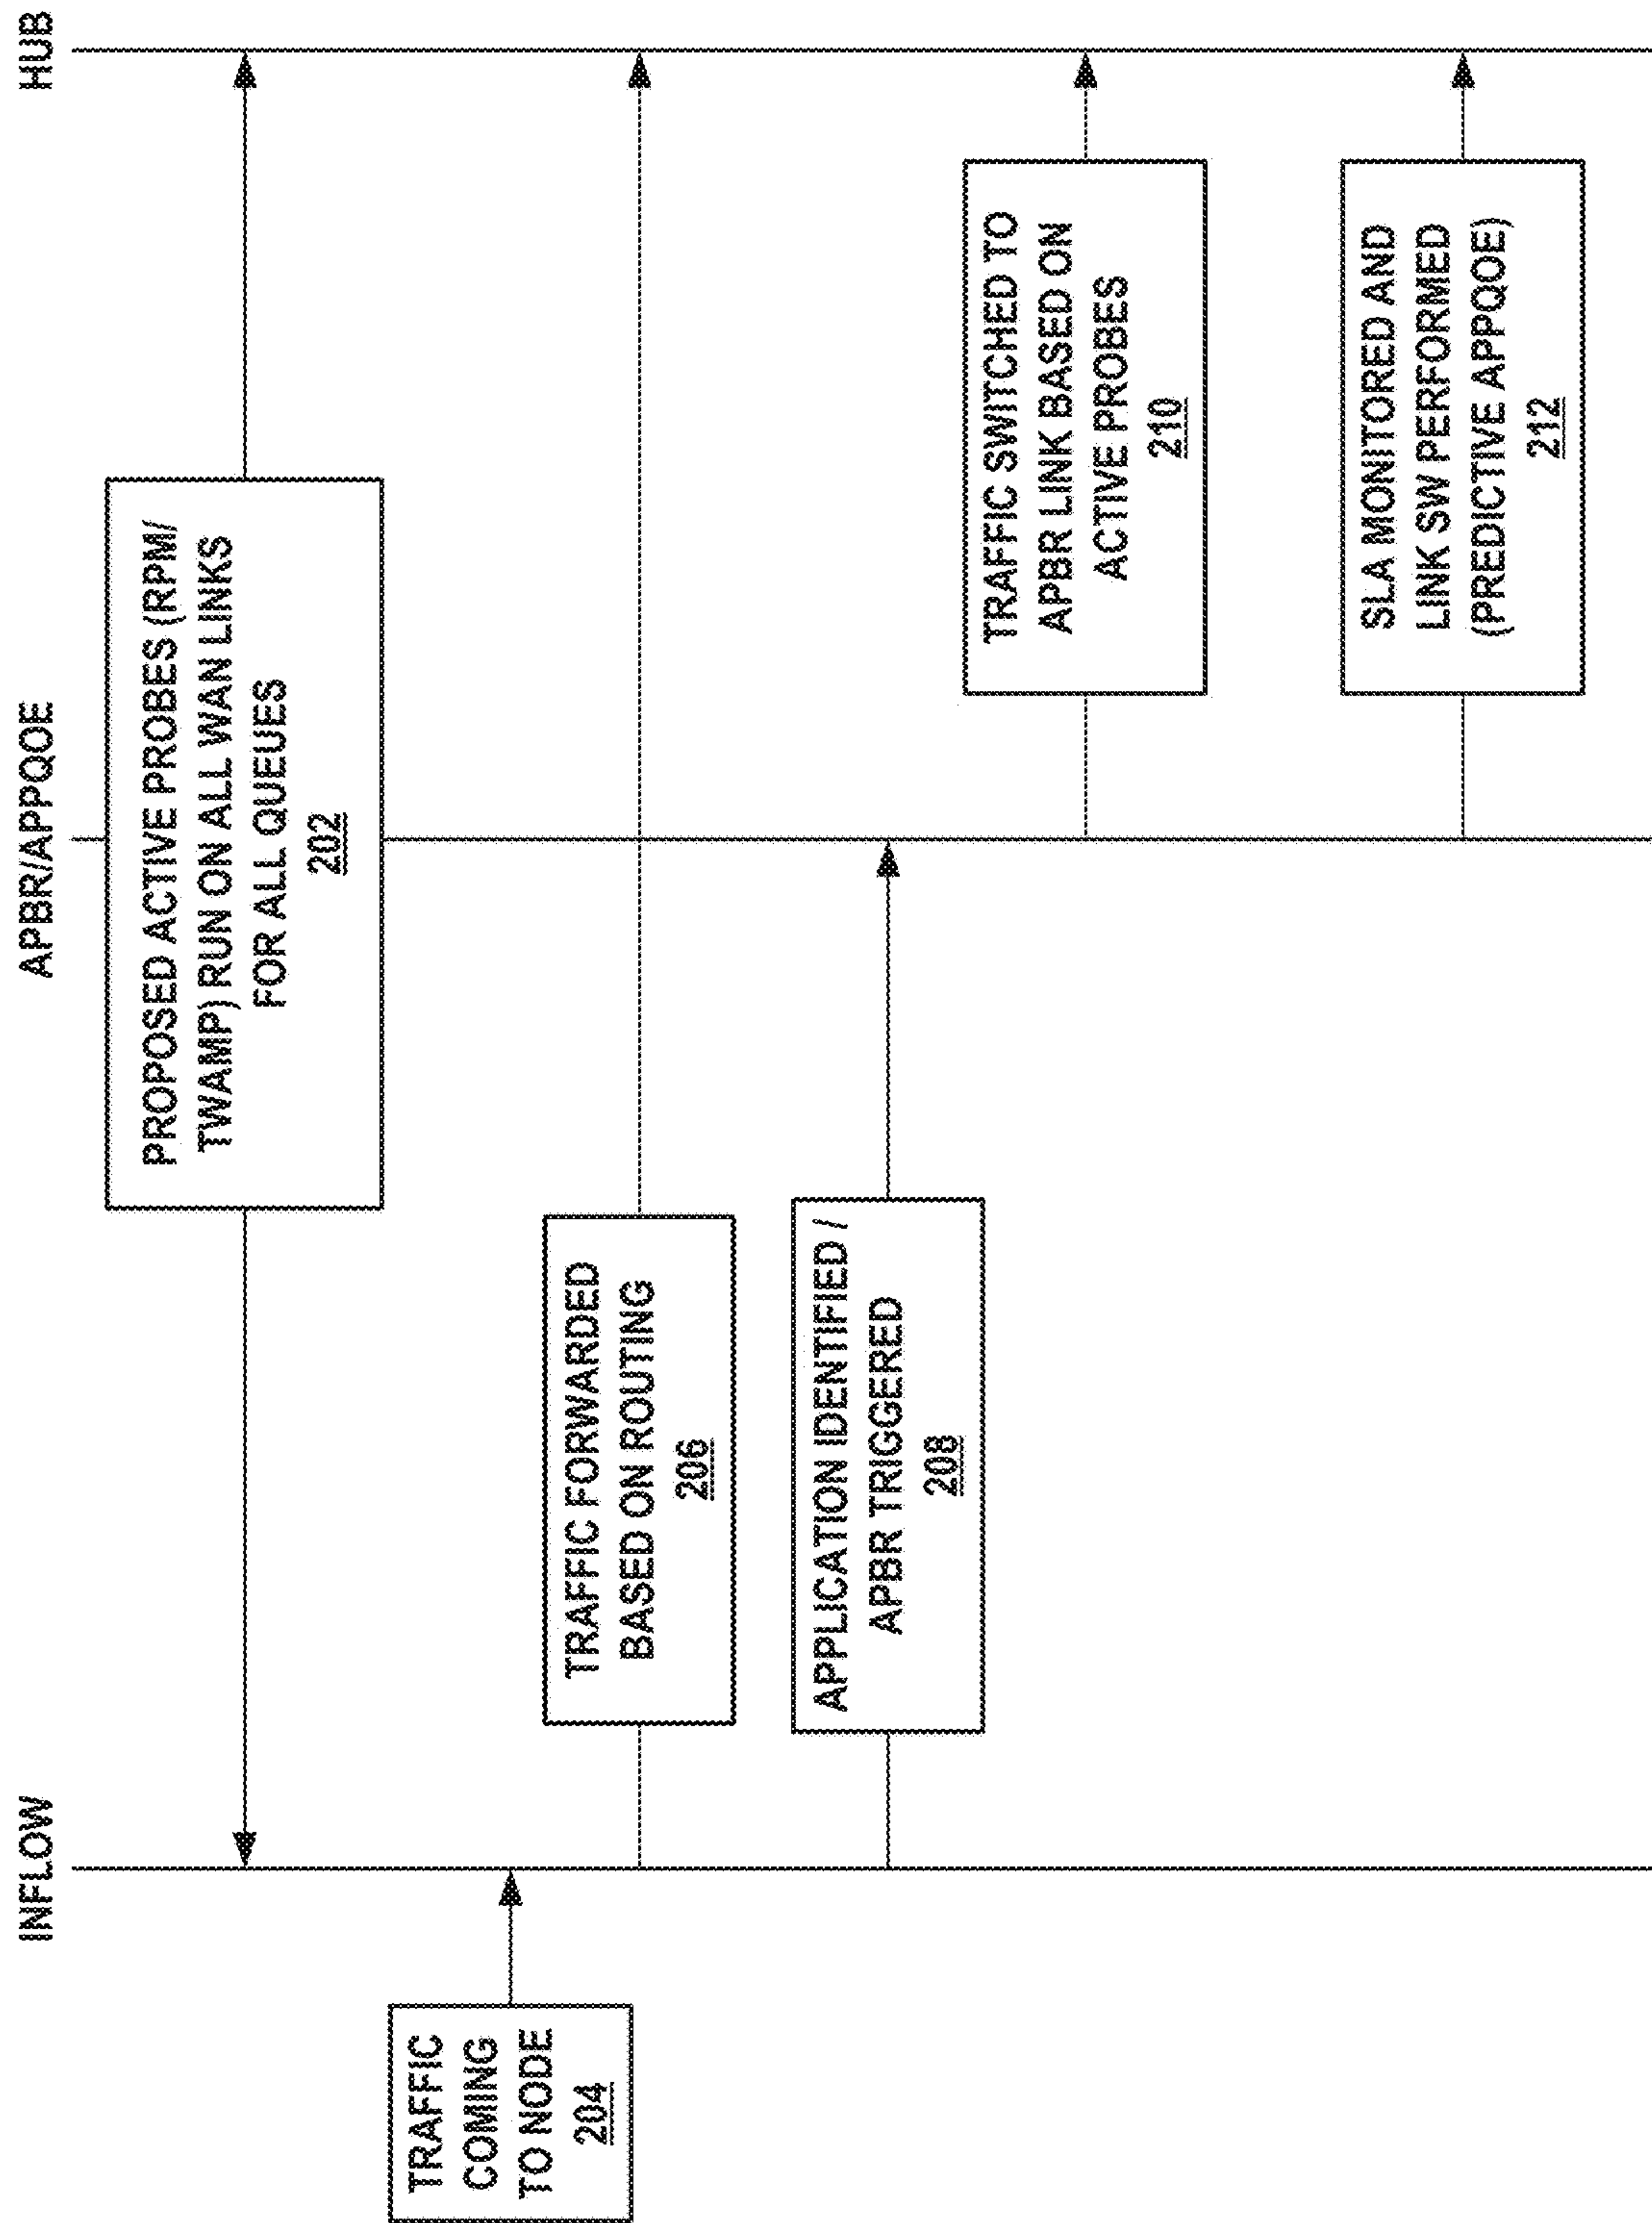 INFLOW
APBR/APPQOE
HUB
PROPOSED ACTIVE PROBES (RPM/
TWAMP) RUN ON ALL WAN LINKS
FOR ALL QUEUES
202
TRAFFIC
COMING
TO NODE
204
TRAFFIC FORWARDED
BASED ON ROUTING
206
APPLICATION IDENTIFIED /
APBR TRIGGERED
208
TRAFFIC SWITCHED TO
APBR LINK BASED ON
ACTIVE PROBES
210
SLA MONITORED AND
LINK SW PERFORMED
(PREDICTIVE APPQOE)
212